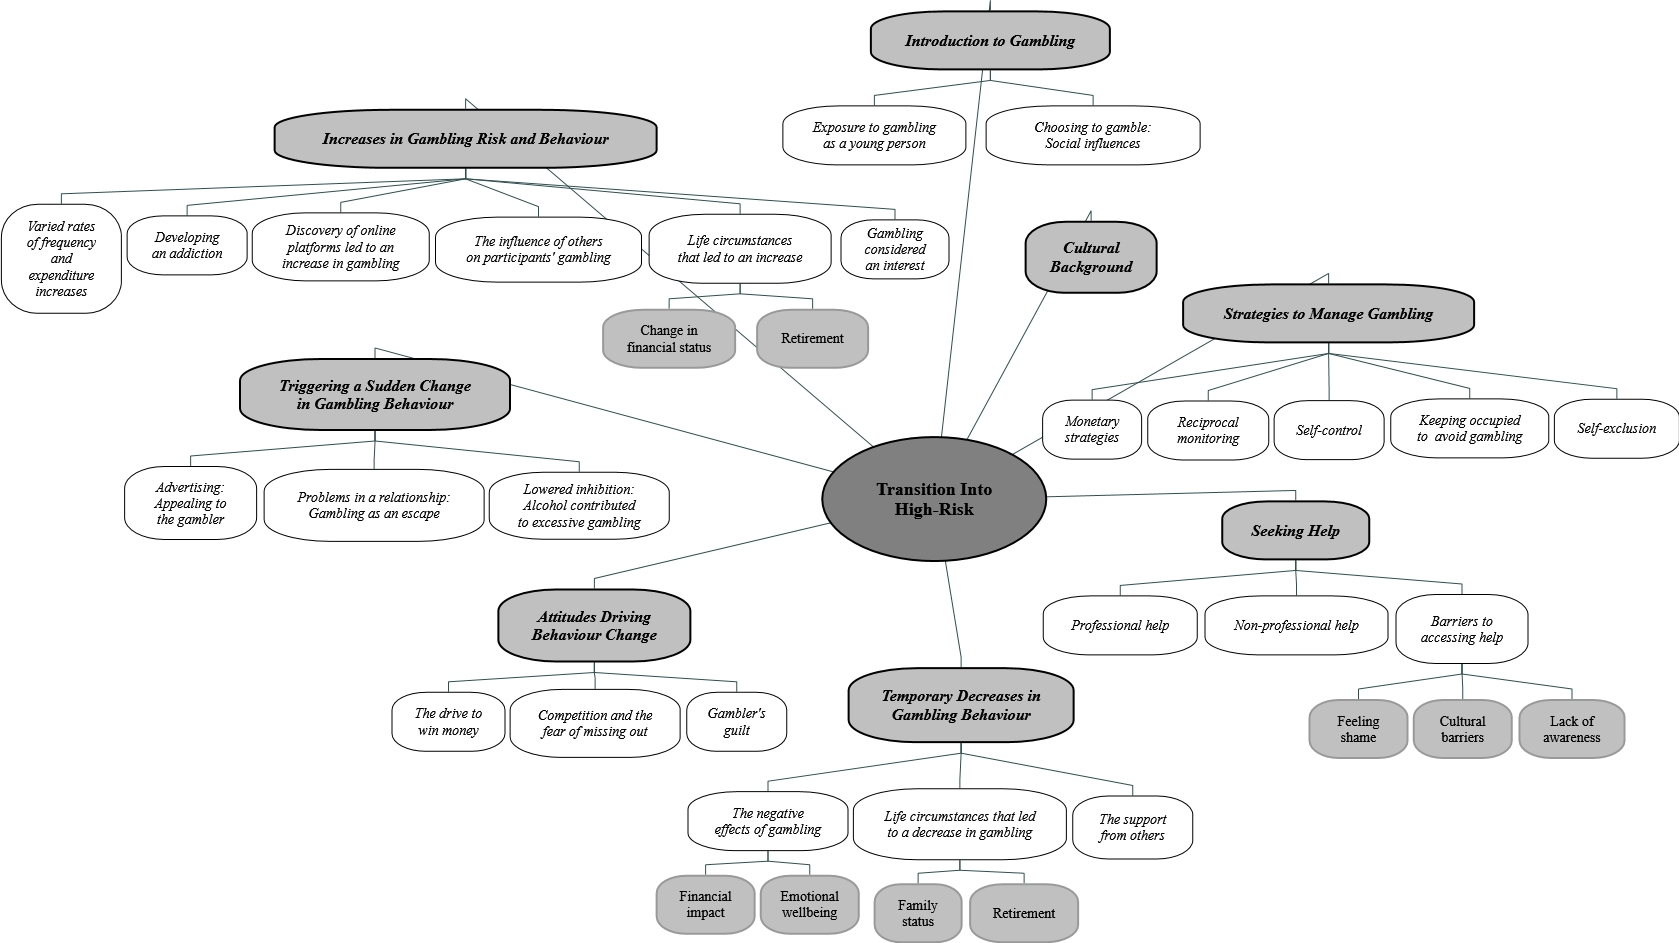 Introduction to Gambling
Exposure to gambling
as a young person
Choosing to gamble:
Social influences
Increases in Gambling Risk and Behaviour
Varied rates
of frequency
and
expenditure
increases
Developing
an addiction
Discovery of online
platforms led to an
increase in gambling
The influence of others
on participants' gambling
Life circumstances
that led to an increase
Gambling
considered
an interest
Change in
financial status
Retirement
Cultural
Background
Strategies to Manage Gambling
Monetary
strategies
Reciprocal
monitoring
Self-control
Keeping occupied
to avoid gambling
Self-exclusion
Triggering a Sudden Change
in Gambling Behaviour
Advertising:
Appealing to
the gambler
Problems in a relationship:
Gambling as an escape
Lowered inhibition:
Alcohol contributed
to excessive gambling
Transition Into
High-Risk
Seeking Help
Professional help
Non-professional help
Barriers to
accessing help
Feeling
shame
Cultural
barriers
Lack of
awareness
Attitudes Driving
Behaviour Change
The drive to
win money
Competition and the
fear of missing out
Gambler's
guilt
Temporary Decreases in
Gambling Behaviour
The negative
effects of gambling
Life circumstances that led
to a decrease in gambling
The support
from others
Financial
impact
Emotional
wellbeing
Family
status
Retirement